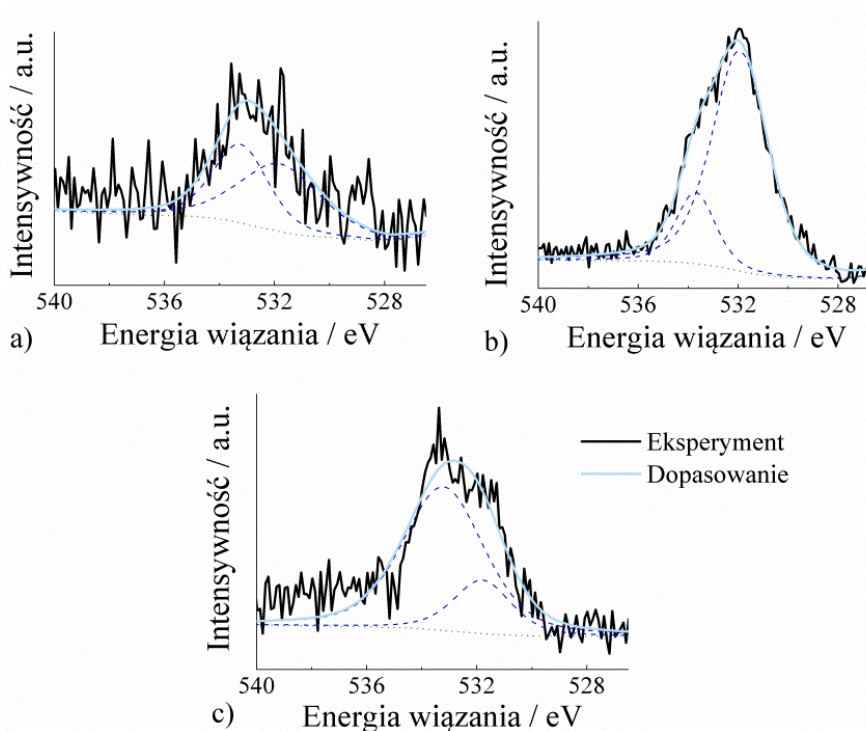 Intensywność / a.u.
540 536 532 528
Energia wiązania / eV
a)
Intensywność / a.u.
540 536 532 528
Energia wiązania / eV
b)
Intensywność / a.u.
540 536 532 528
Energia wiązania / eV
c)
Eksperyment
Dopasowanie